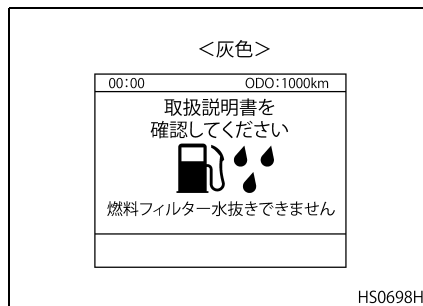 ＜灰色＞
00:00 ODO:1000km
取扱説明書を
確認してください
燃料フィルター水抜きできません
HS0698H